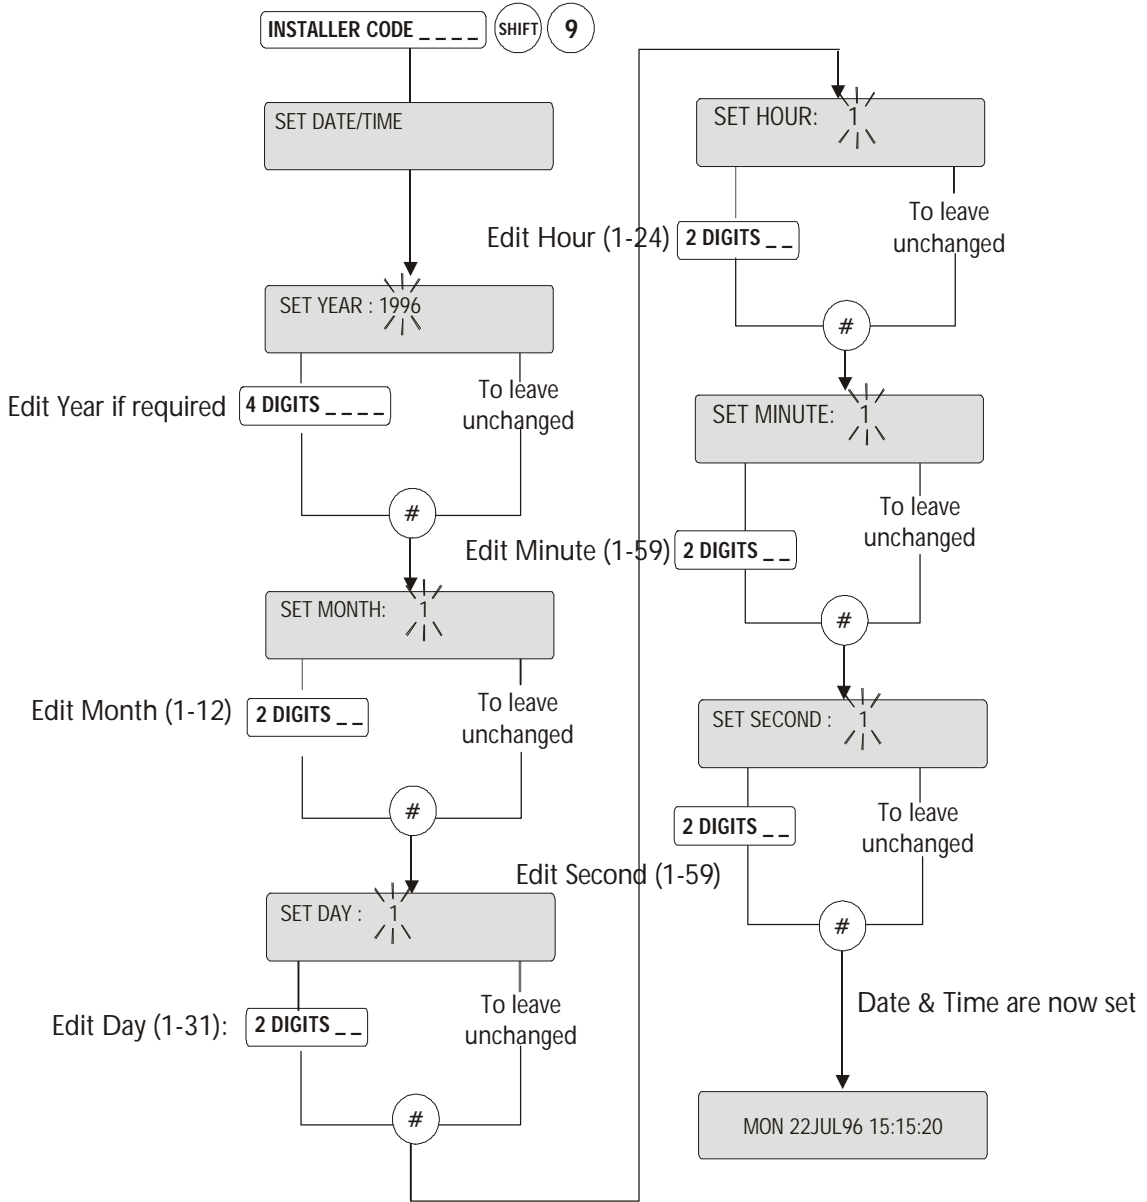 INSTALLER CODE _ _ _ _ SHIFT 9
SET DATE/TIME
SET YEAR : 1996
Edit Year if required 4 DIGITS _ _ _ _
To leave
unchanged
#
SET MONTH: 1
Edit Month (1-12) 2 DIGITS _ _
To leave
unchanged
#
SET DAY : 1
Edit Day (1-31): 2 DIGITS _ _
To leave
unchanged
#
SET HOUR: 1
Edit Hour (1-24) 2 DIGITS _ _
To leave
unchanged
#
SET MINUTE: 1
Edit Minute (1-59) 2 DIGITS _ _
To leave
unchanged
#
SET SECOND : 1
2 DIGITS _ _
To leave
unchanged
Edit Second (1-59)
#
Date & Time are now set
MON 22JUL96 15:15:20